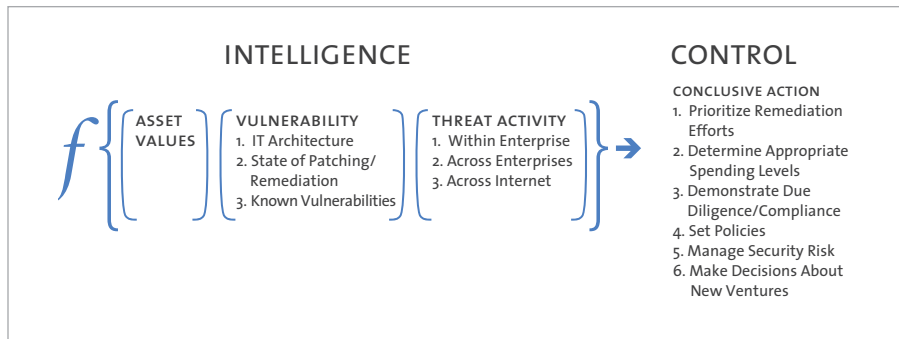 INTELLIGENCE
f
ASSET
VALUES
VULNERABILITY
1. IT Architecture
2. State of Patching/
Remediation
3. Known Vulnerabilities
THREAT ACTIVITY
1. Within Enterprise
2. Across Enterprises
3. Across Internet
CONTROL
CONCLUSIVE ACTION
1. Prioritize Remediation
Efforts
2. Determine Appropriate
Spending Levels
3. Demonstrate Due
Diligence/Compliance
4. Set Policies
5. Manage Security Risk
6. Make Decisions About
New Ventures